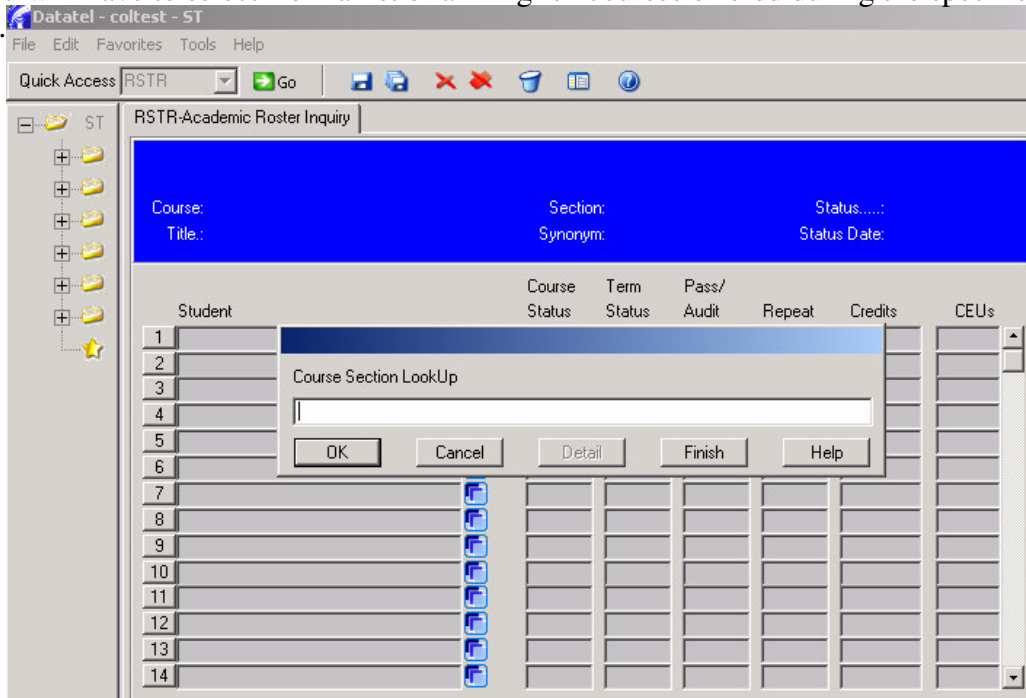 Datatel - coltest - ST
.
File Edit Favorites Tools Help
Quick Access RSTR Go
ST
RSTR-Academic Roster Inquiry
Course: Section: Status.....:
Title.: Synonym: Status Date:
Course Term Pass/
Student Status Status Audit Repeat Credits CEUs
1
2
Course Section LookUp
3
4
5
OK Cancel Detail Finish Help
6
7
8
9
10
11
12
13
14